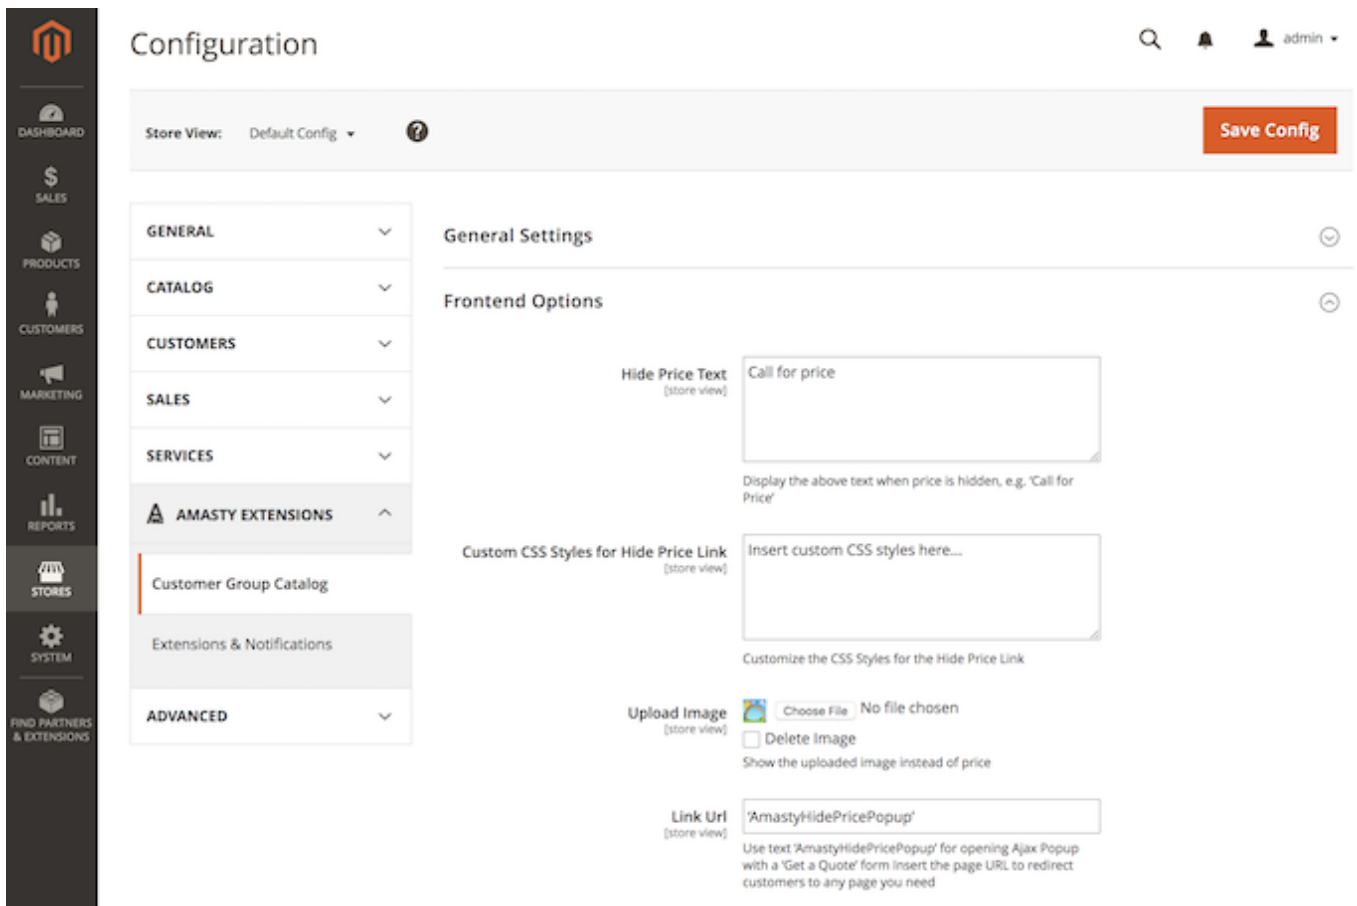 Configuration
admin
DASHBOARD
SALES
PRODUCTS
CUSTOMERS
MARKETING
CONTENT
REPORTS
STORES
SYSTEM
FIND PARTNERS
& EXTENSIONS
Store View: Default Config
Save Config
GENERAL
CATALOG
CUSTOMERS
SALES
SERVICES
AMASTY EXTENSIONS
Customer Group Catalog
Extensions & Notifications
ADVANCED
General Settings
Frontend Options
Hide Price Text
[store view]
Call for price
Display the above text when price is hidden, e.g. 'Call for
Price'
Custom CSS Styles for Hide Price Link
[store view]
Insert custom CSS styles here...
Customize the CSS Styles for the Hide Price Link
Upload Image
[store view]
Choose File No file chosen
Delete Image
Show the uploaded image instead of price
Link Url
[store view]
'AmastyHidePricePopup'
Use text 'AmastyHidePricePopup' for opening Ajax Popup
with a 'Get a Quote' form Insert the page URL to redirect
customers to any page you need